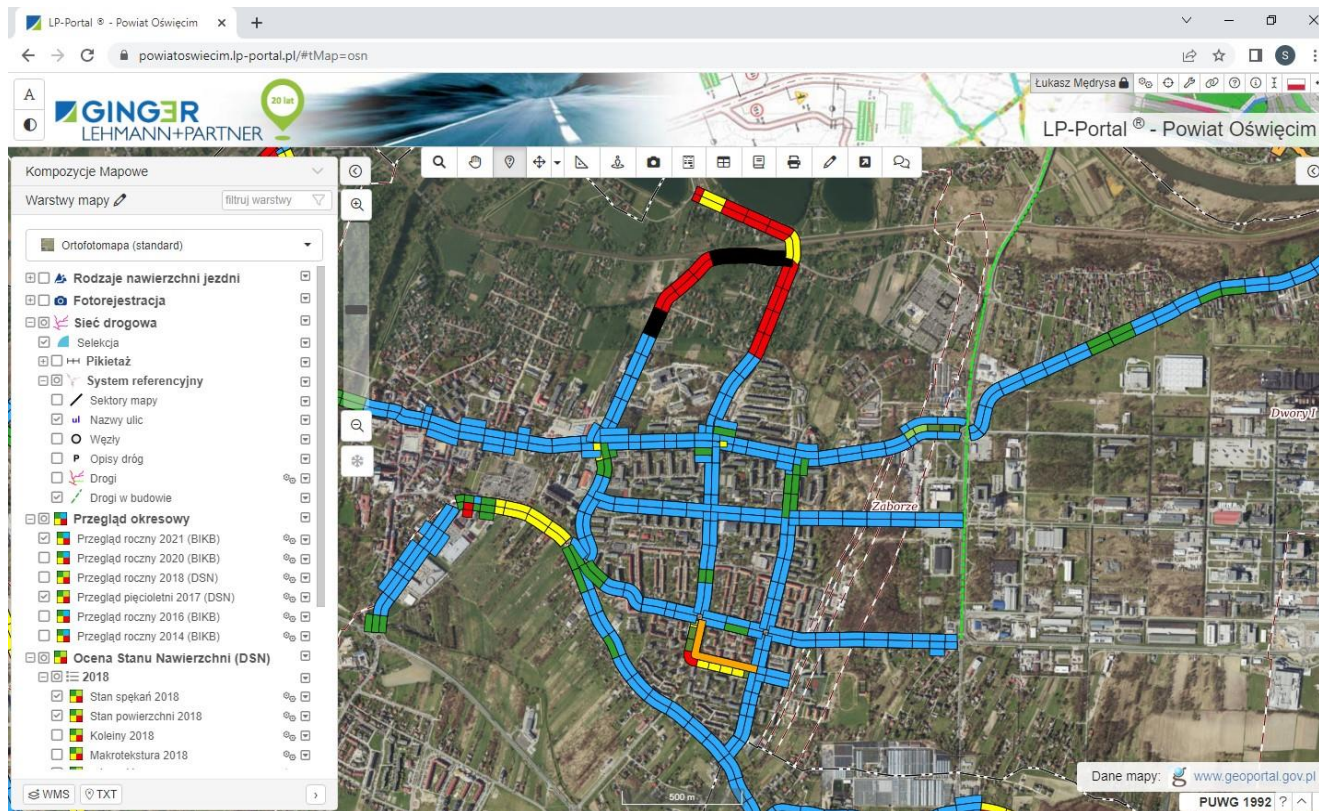 LP-Portal ® - Powiat Oświęcim
powiatoswiecim.lp-portal.pl/#tMap=osn
S
A
GINGER
LEHMANN+PARTNER
20 lat
Łukasz Mędrysa
LP-Portal ® - Powiat Oświęcim
Kompozycje Mapowe
Warstwy mapy
filtruj warstwy
Ortofotomapa (standard)
Rodzaje nawierzchni jezdni
Fotorejestracja
Sieć drogowa
Selekcja
Pikietaż
System referencyjny
Sektory mapy
ul Nazwy ulic
Węzły
P Opisy dróg
Drogi
Drogi w budowie
Przegląd okresowy
Przegląd roczny 2021 (BIKB)
Przegląd roczny 2020 (BIKB)
Przegląd roczny 2018 (DSN)
Przegląd pięcioletni 2017 (DSN)
Przegląd roczny 2016 (BIKB)
Przegląd roczny 2014 (BIKB)
Ocena Stanu Nawierzchni (DSN)
2018
Stan spękań 2018
Stan powierzchni 2018
Koleiny 2018
Makrotekstura 2018
WMS
TXT
Dwory I
Zaborze
500 m
Dane mapy: www.geoportal.gov.pl
PUWG 1992 ?